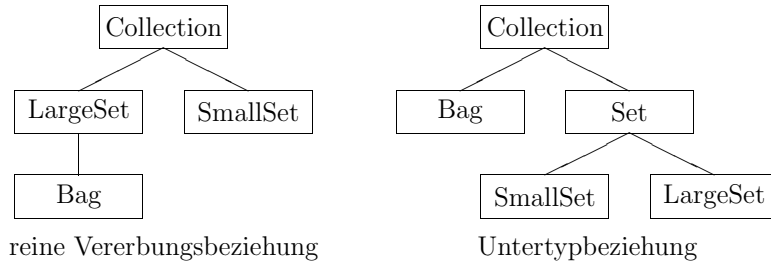 Collection
LargeSet
SmallSet
Bag
reine Vererbungsbeziehung
Collection
Bag
Set
SmallSet
LargeSet
Untertypbeziehung